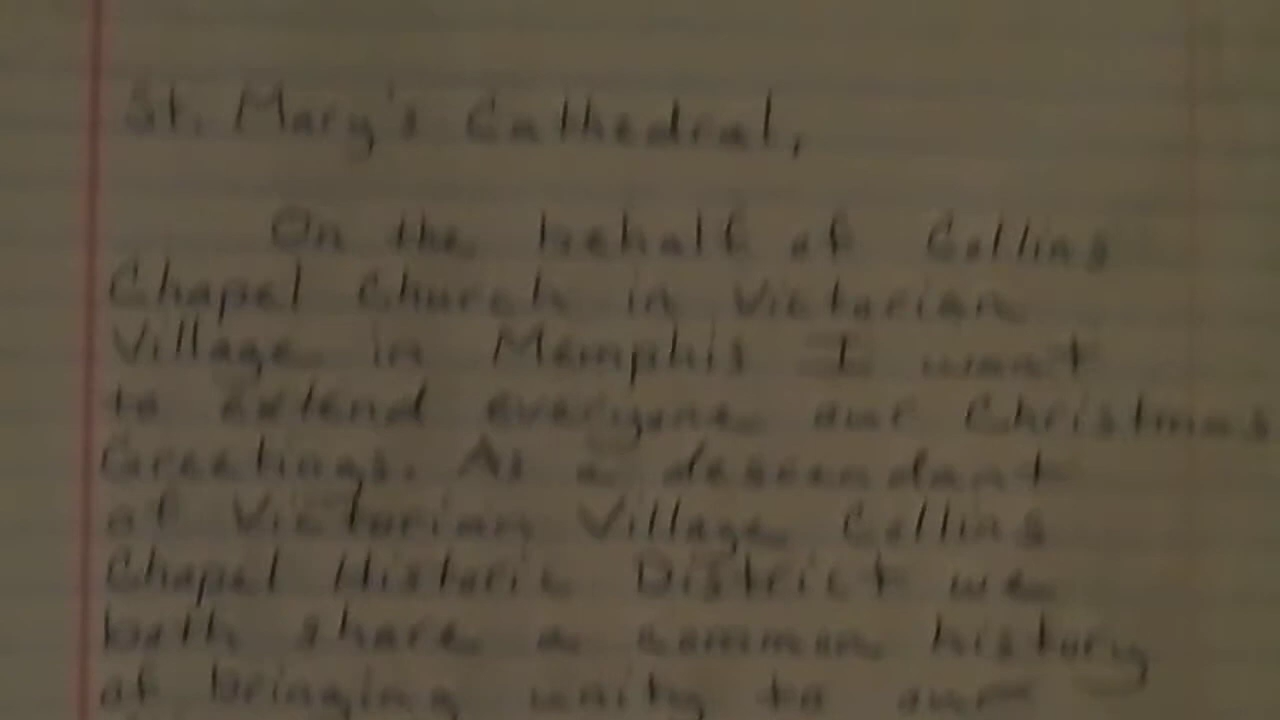 St. Mary's Cathedral,
On the behalf of Collins
Chapel Church in Victorian
Village in Memphis I want
to extend everyone our Christmas
Greetings. As a descendant
of Victorian Village Collins
Chapel Historic District we
both share a common history
of bringing unity to our